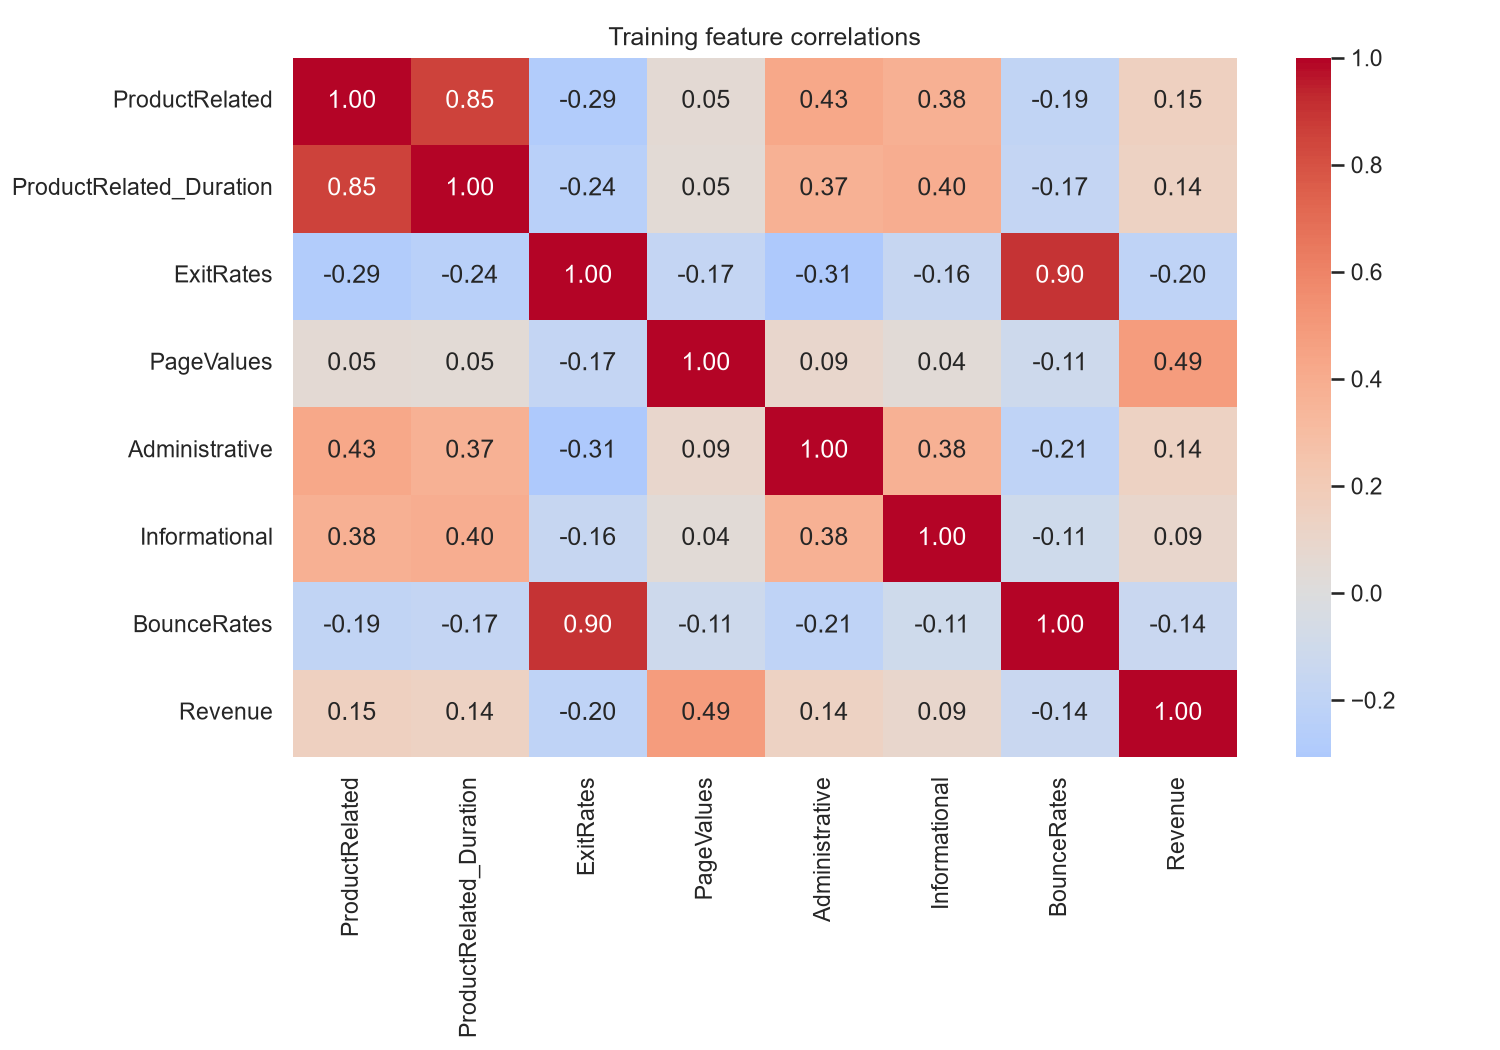 Training feature correlations
ProductRelated 1.00 0.85 -0.29 0.05 0.43 0.38 -0.19 0.15
ProductRelated_Duration 0.85 1.00 -0.24 0.05 0.37 0.40 -0.17 0.14
ExitRates -0.29 -0.24 1.00 -0.17 -0.31 -0.16 0.90 -0.20
PageValues 0.05 0.05 -0.17 1.00 0.09 0.04 -0.11 0.49
Administrative 0.43 0.37 -0.31 0.09 1.00 0.38 -0.21 0.14
Informational 0.38 0.40 -0.16 0.04 0.38 1.00 -0.11 0.09
BounceRates -0.19 -0.17 0.90 -0.11 -0.21 -0.11 1.00 -0.14
Revenue 0.15 0.14 -0.20 0.49 0.14 0.09 -0.14 1.00
ProductRelated
ProductRelated_Duration
ExitRates
PageValues
Administrative
Informational
BounceRates
Revenue
1.0
0.8
0.6
0.4
0.2
0.0
−0.2